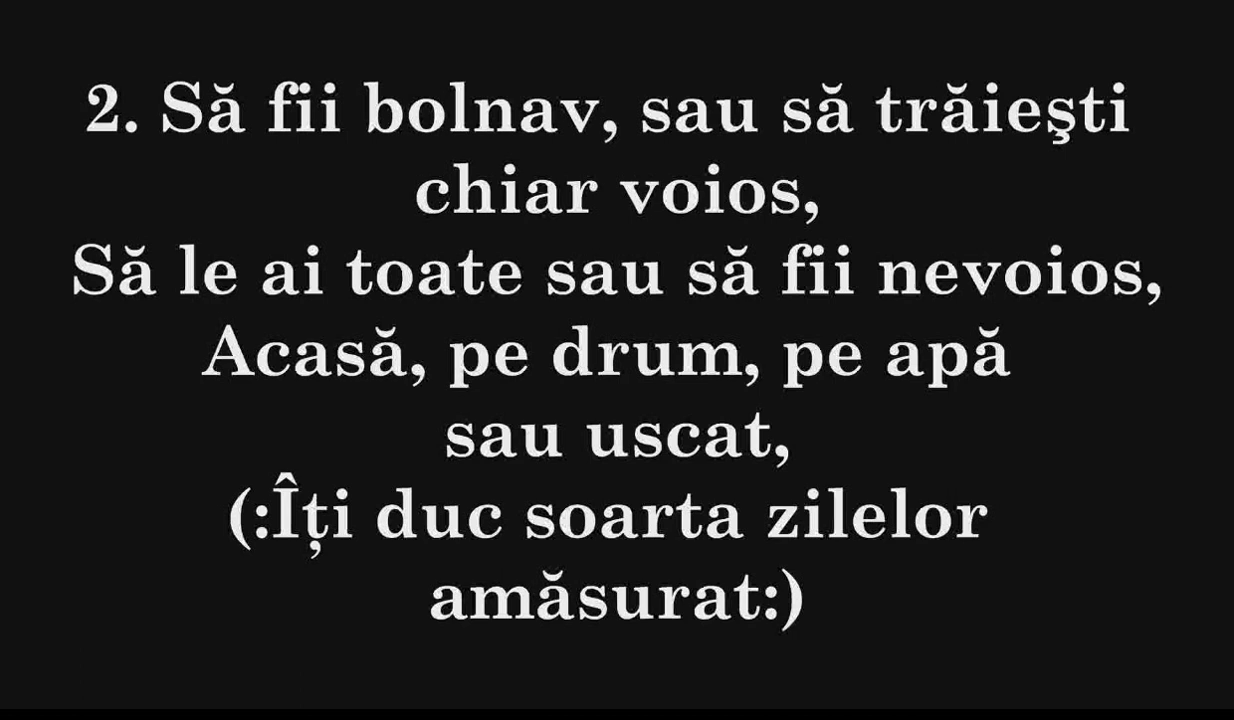 2. Să fii bolnav, sau să trăieşti
chiar voios,
Să le ai toate sau să fii nevoios,
Acasă, pe drum, pe apă
sau uscat,
(:Îți duc soarta zilelor
amăsurat:)